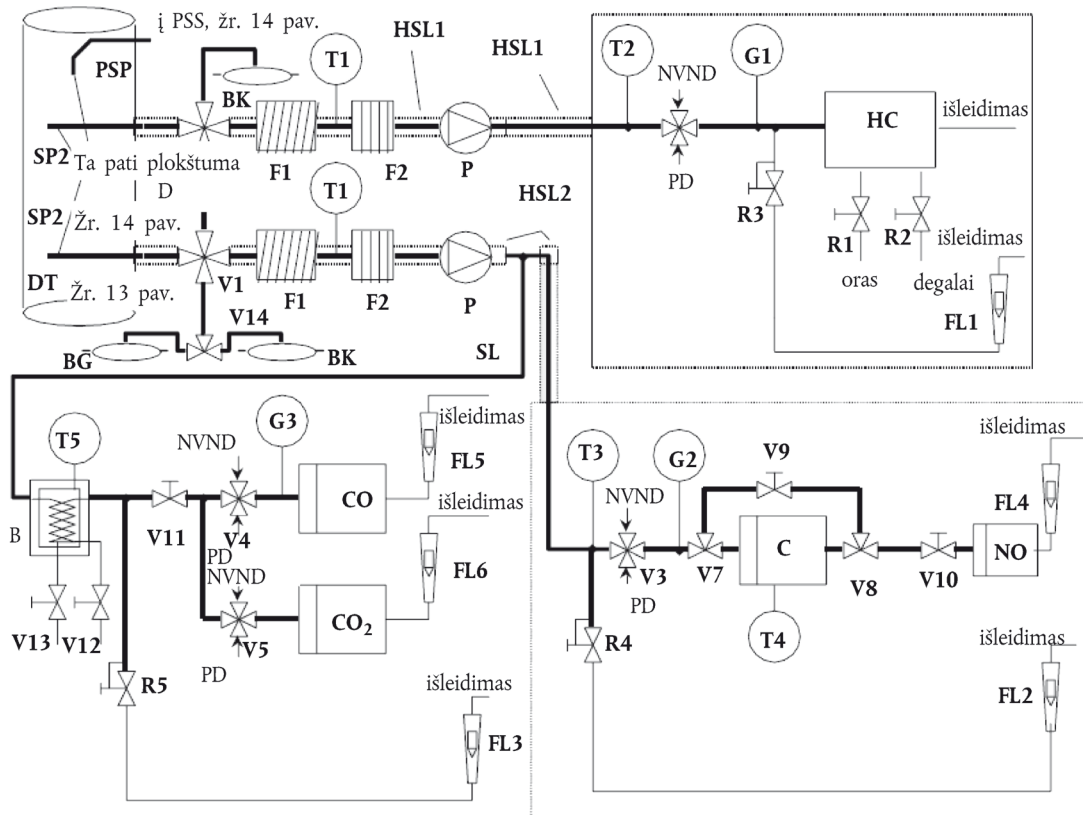 į PSS, žr. 14 pav.
PSP
BK
T1
HSL1
HSL1
T2
NVND
G1
HC
išleidimas
SP2
Ta pati plokštuma
D
F1
F2
P
PD
R3
R1
R2
išleidimas
oras
degalai
FL1
SP2
Žr. 14 pav.
T1
HSL2
DT
Žr. 13 pav.
V1
F1
F2
P
V14
BG
BK
SL
T5
NVND
G3
išleidimas
FL5
CO
išleidimas
B
V11
V4
PD
NVND
FL6
CO2
V13
V12
V5
PD
R5
išleidimas
FL3
T3
NVND
G2
V9
išleidimas
FL4
C
NO
V3
V7
V8
V10
PD
R4
T4
išleidimas
FL2